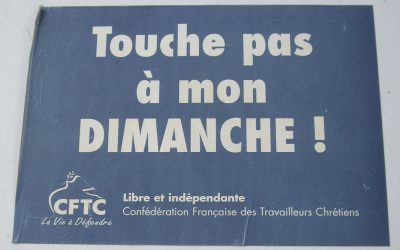 Touche pas
à mon
DIMANCHE !
CFTC
La Vie à Défendre
Libre et indépendante
Confédération Française des Travailleurs Chrétiens